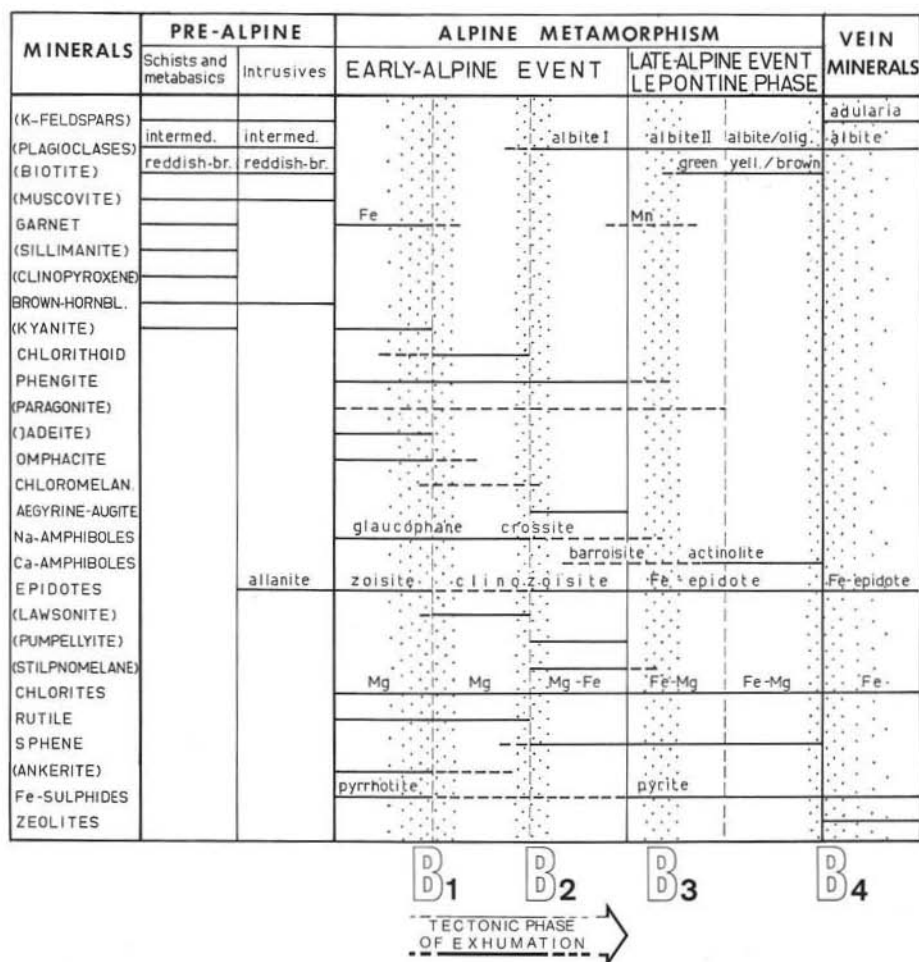 MINERALS
PRE-ALPINE
ALPINE METAMORPHISM
VEIN MINERALS
Schists and metabasics
Intrusives
EARLY-ALPINE EVENT
LATE-ALPINE EVENT
LEPONTINE PHASE
(K-FELDSPARS)
adularia
intermed. intermed. albite I albite II albite/olig. albite
(PLAGIOCLASES)
reddish-br. reddish-br. green yell./brown
(BIOTITE)
(MUSCOVITE)
GARNET Fe Mn
(SILLIMANITE)
(CLINOPYROXENE)
BROWN-HORNBL.
(KYANITE)
CHLORITHOID
PHENGITE
(PARAGONITE)
(JADEITE)
OMPHACITE
CHLOROMELAN.
AEGYRINE-AUGITE
glaucophane crossite
Na-AMPHIBOLES
barroisite actinolite
Ca-AMPHIBOLES
allanite zoisite clinozoisite Fe-epidote Fe-epidote
EPIDOTES
(LAWSONITE)
(PUMPELLYITE)
(STILPNOMELANE)
Mg Mg Mg-Fe Fe-Mg Fe-Mg Fe
CHLORITES
RUTILE
SPHENE
(ANKERITE)
pyrrhotite pyrite
Fe-SULPHIDES
ZEOLITES
B1 B2 B3 B4
TECTONIC PHASE
OF EXHUMATION